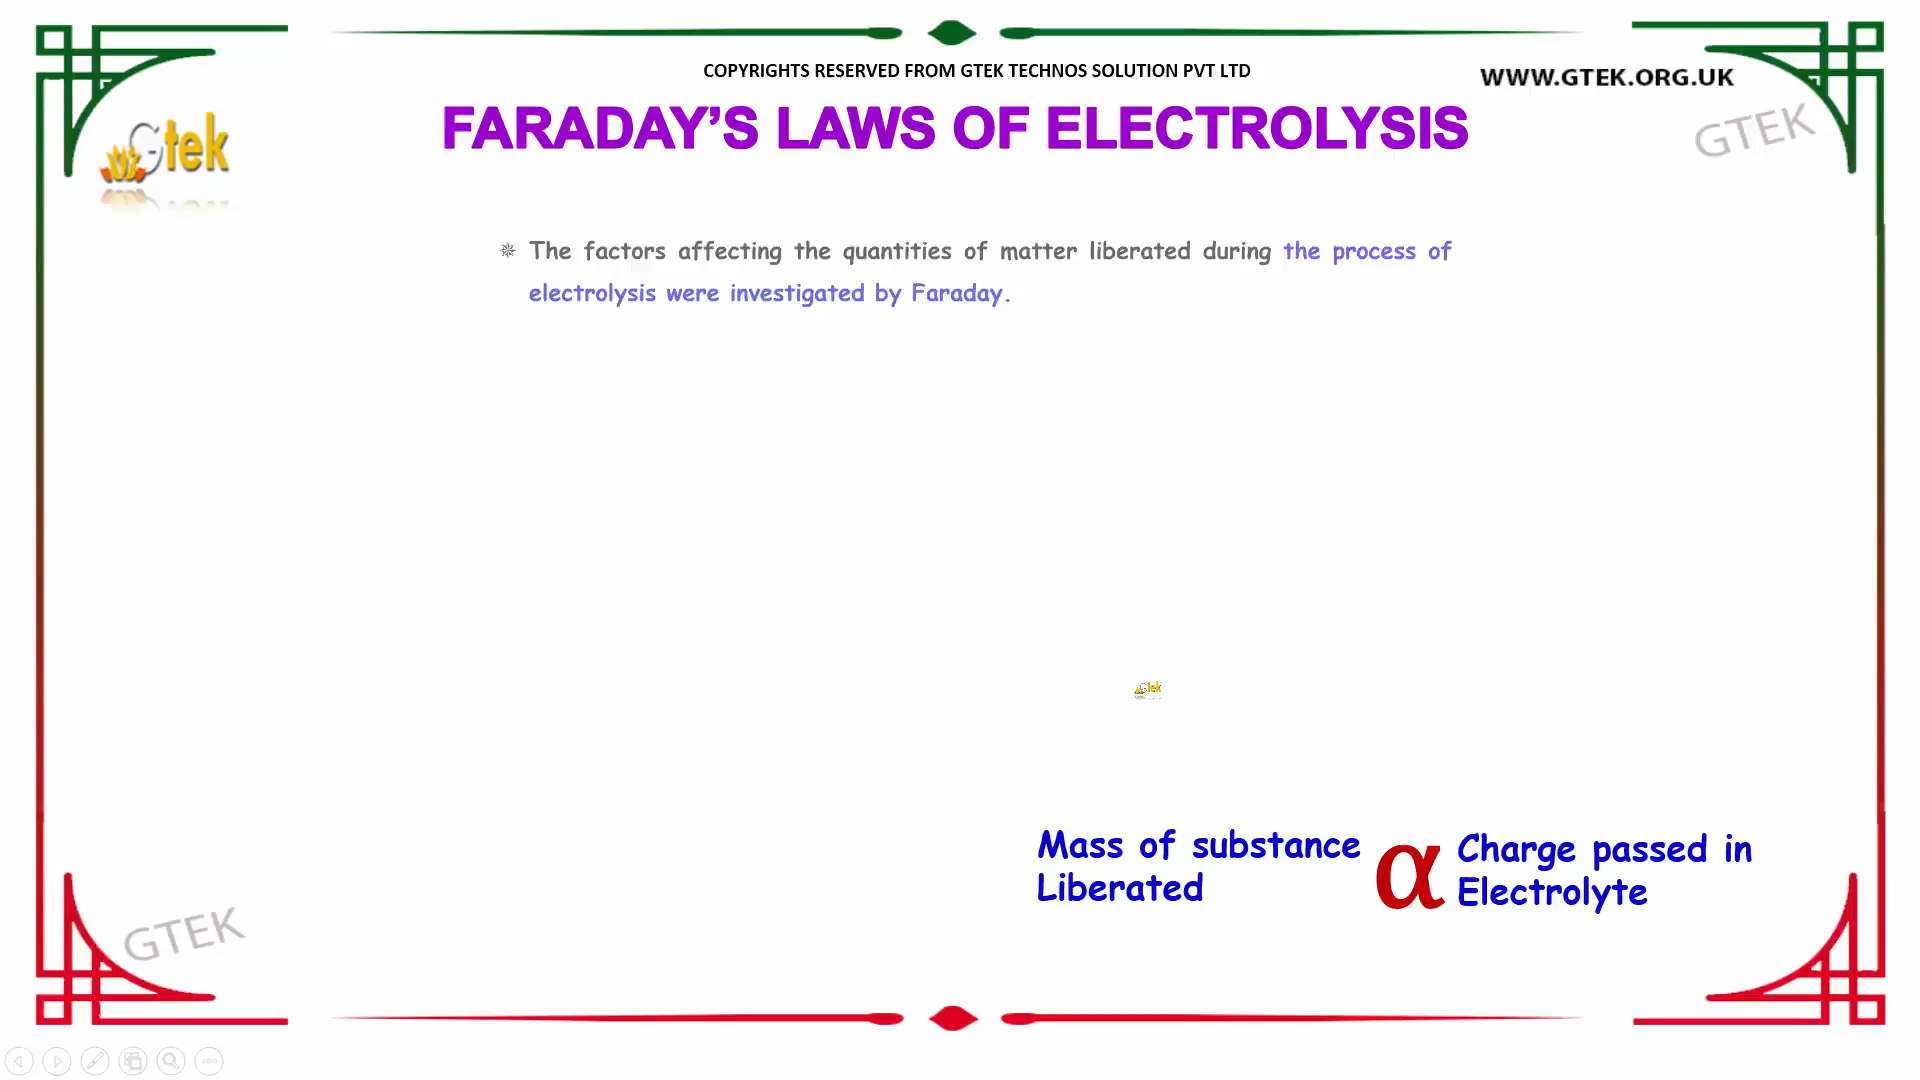 COPYRIGHTS RESERVED FROM GTEK TECHNOS SOLUTION PVT LTD
WWW.GTEK.ORG.UK
Gtek
FARADAY’S LAWS OF ELECTROLYSIS
GTEK
The factors affecting the quantities of matter liberated during the process of
electrolysis were investigated by Faraday.
Gtek
Mass of substance
Liberated
α
Charge passed in
Electrolyte
GTEK